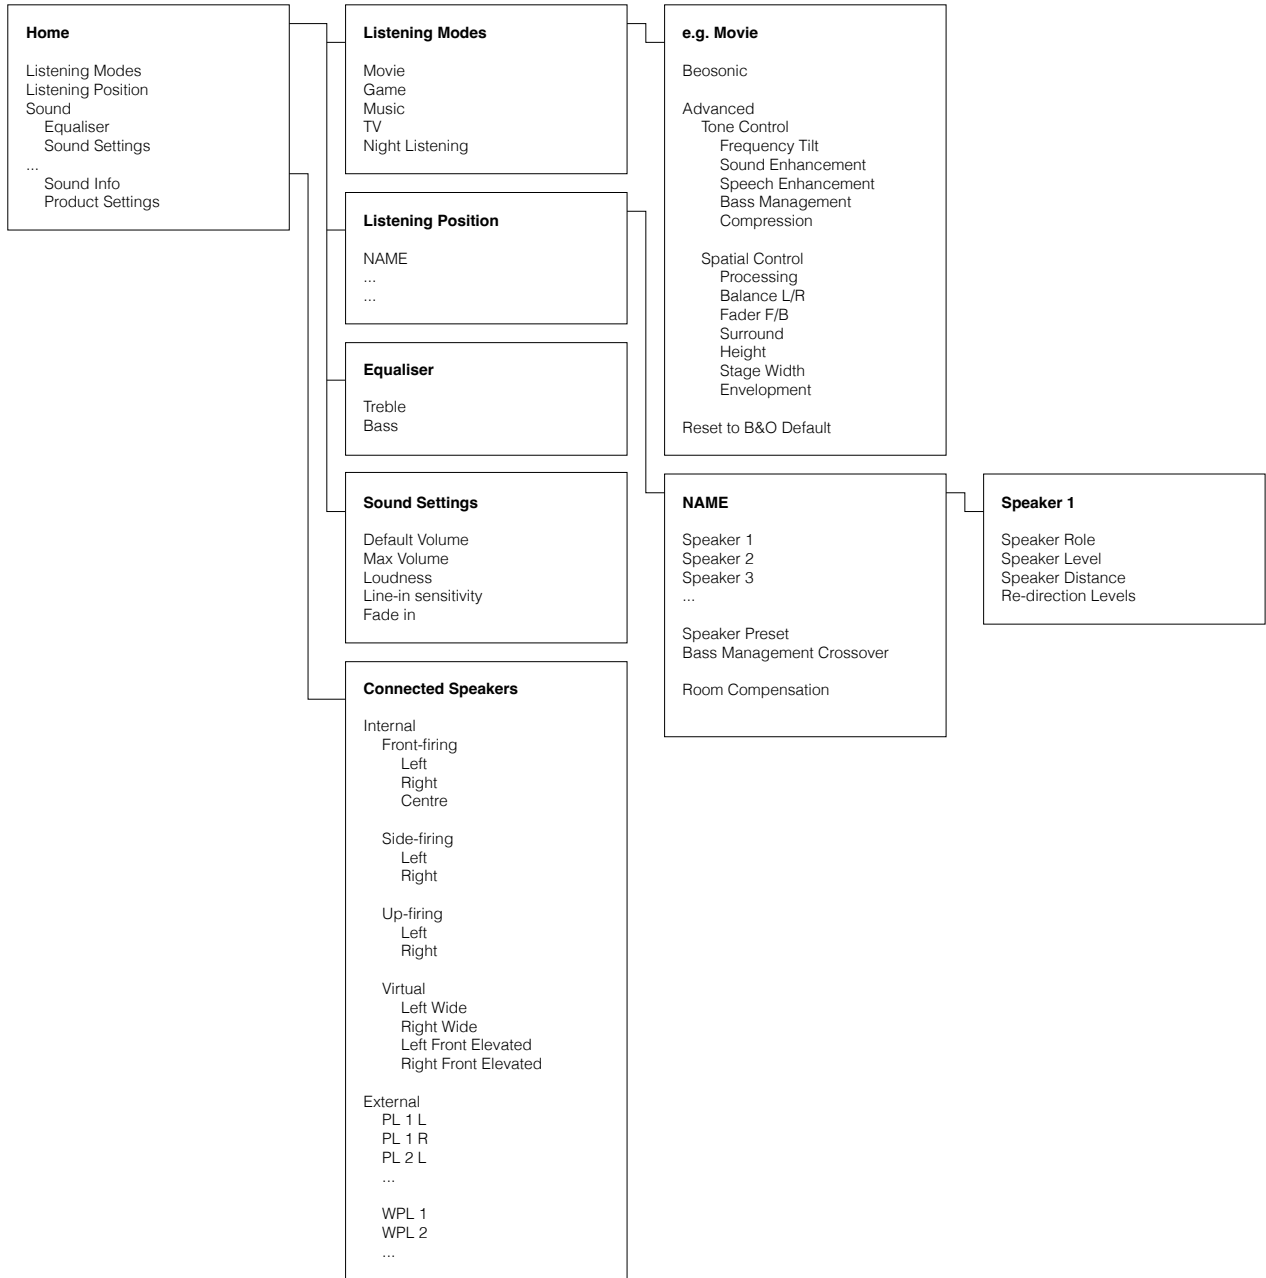 Home
Listening Modes
Listening Position
Sound
Equaliser
Sound Settings
...
Sound Info
Product Settings
Listening Modes
Movie
Game
Music
TV
Night Listening
Listening Position
NAME
...
...
Equaliser
Treble
Bass
Sound Settings
Default Volume
Max Volume
Loudness
Line-in sensitivity
Fade in
Connected Speakers
Internal
Front-firing
Left
Right
Centre
Side-firing
Left
Right
Up-firing
Left
Right
Virtual
Left Wide
Right Wide
Left Front Elevated
Right Front Elevated
External
PL 1 L
PL 1 R
PL 2 L
...
WPL 1
WPL 2
...
e.g. Movie
Beosonic
Advanced
Tone Control
Frequency Tilt
Sound Enhancement
Speech Enhancement
Bass Management
Compression
Spatial Control
Processing
Balance L/R
Fader F/B
Surround
Height
Stage Width
Envelopment
Reset to B&O Default
NAME
Speaker 1
Speaker 2
Speaker 3
...
Speaker Preset
Bass Management Crossover
Room Compensation
Speaker 1
Speaker Role
Speaker Level
Speaker Distance
Re-direction Levels